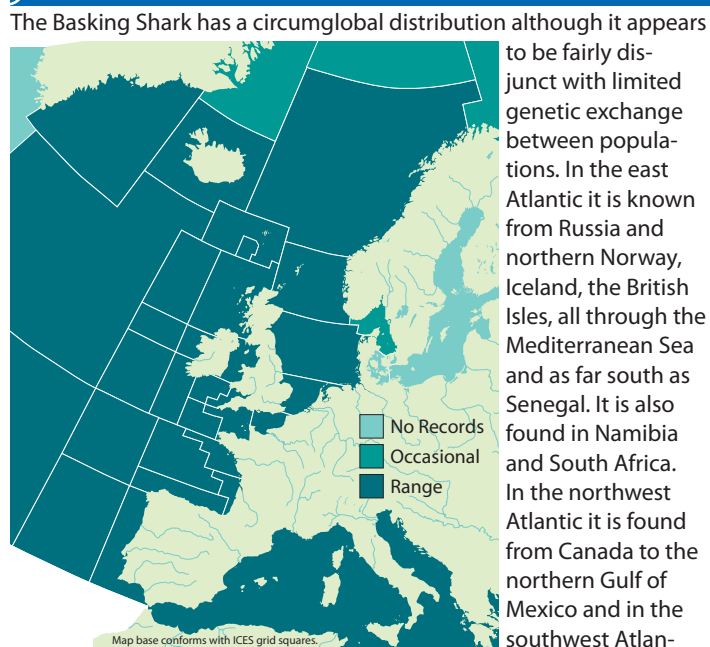 The Basking Shark has a circumglobal distribution although it appears
to be fairly dis-
junct with limited
genetic exchange
between popula-
tions. In the east
Atlantic it is known
from Russia and
northern Norway,
Iceland, the British
Isles, all through the
Mediterranean Sea
and as far south as
Senegal. It is also
found in Namibia
and South Africa.
In the northwest
Atlantic it is found
from Canada to the
northern Gulf of
Mexico and in the
southwest Atlan-
No Records
Occasional
Range
Map base conforms with ICES grid squares.